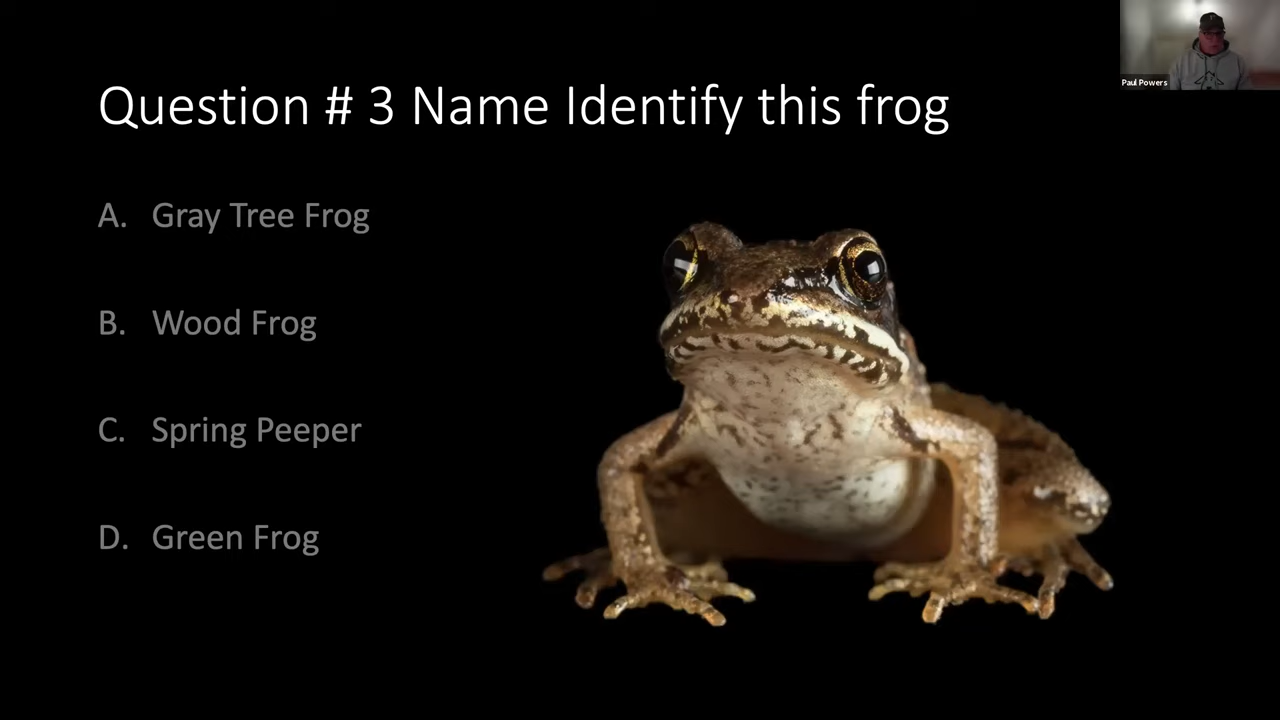 Question # 3 Name Identify this frog
A. Gray Tree Frog
B. Wood Frog
C. Spring Peeper
D. Green Frog
Paul Powers